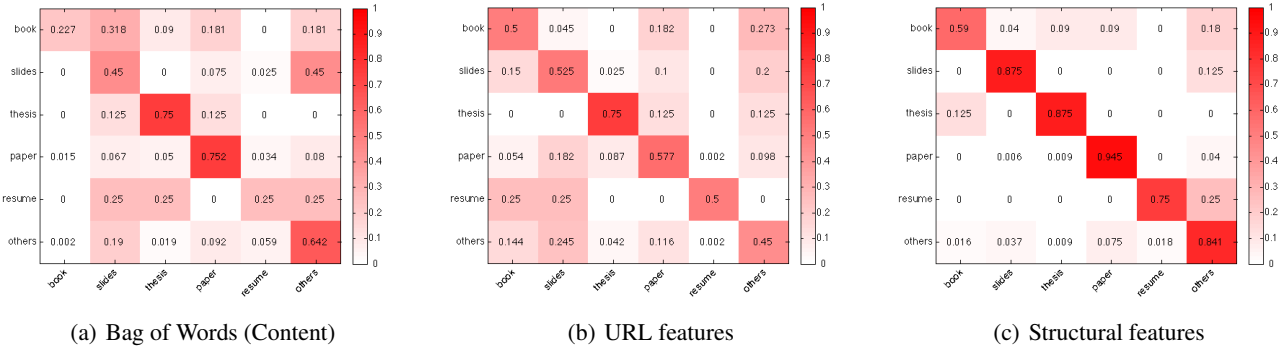 book 0.227 0.318 0.09 0.181 0 0.181
slides 0 0.45 0 0.075 0.025 0.45
thesis 0 0.125 0.75 0.125 0 0
paper 0.015 0.067 0.05 0.752 0.034 0.08
resume 0 0.25 0.25 0 0.25 0.25
others 0.002 0.19 0.019 0.092 0.059 0.642
book slides thesis paper resume others
1
0.9
0.8
0.7
0.6
0.5
0.4
0.3
0.2
0.1
0
(a) Bag of Words (Content)
book 0.5 0.045 0 0.182 0 0.273
slides 0.15 0.525 0.025 0.1 0 0.2
thesis 0 0 0.75 0.125 0 0.125
paper 0.054 0.182 0.087 0.577 0.002 0.098
resume 0.25 0.25 0 0 0.5 0
others 0.144 0.245 0.042 0.116 0.002 0.45
book slides thesis paper resume others
1
0.9
0.8
0.7
0.6
0.5
0.4
0.3
0.2
0.1
0
(b) URL features
book 0.59 0.04 0.09 0.09 0 0.18
slides 0 0.875 0 0 0 0.125
thesis 0.125 0 0.875 0 0 0
paper 0 0.006 0.009 0.945 0 0.04
resume 0 0 0 0 0.75 0.25
others 0.016 0.037 0.009 0.075 0.018 0.841
book slides thesis paper resume others
1
0.9
0.8
0.7
0.6
0.5
0.4
0.3
0.2
0.1
0
(c) Structural features